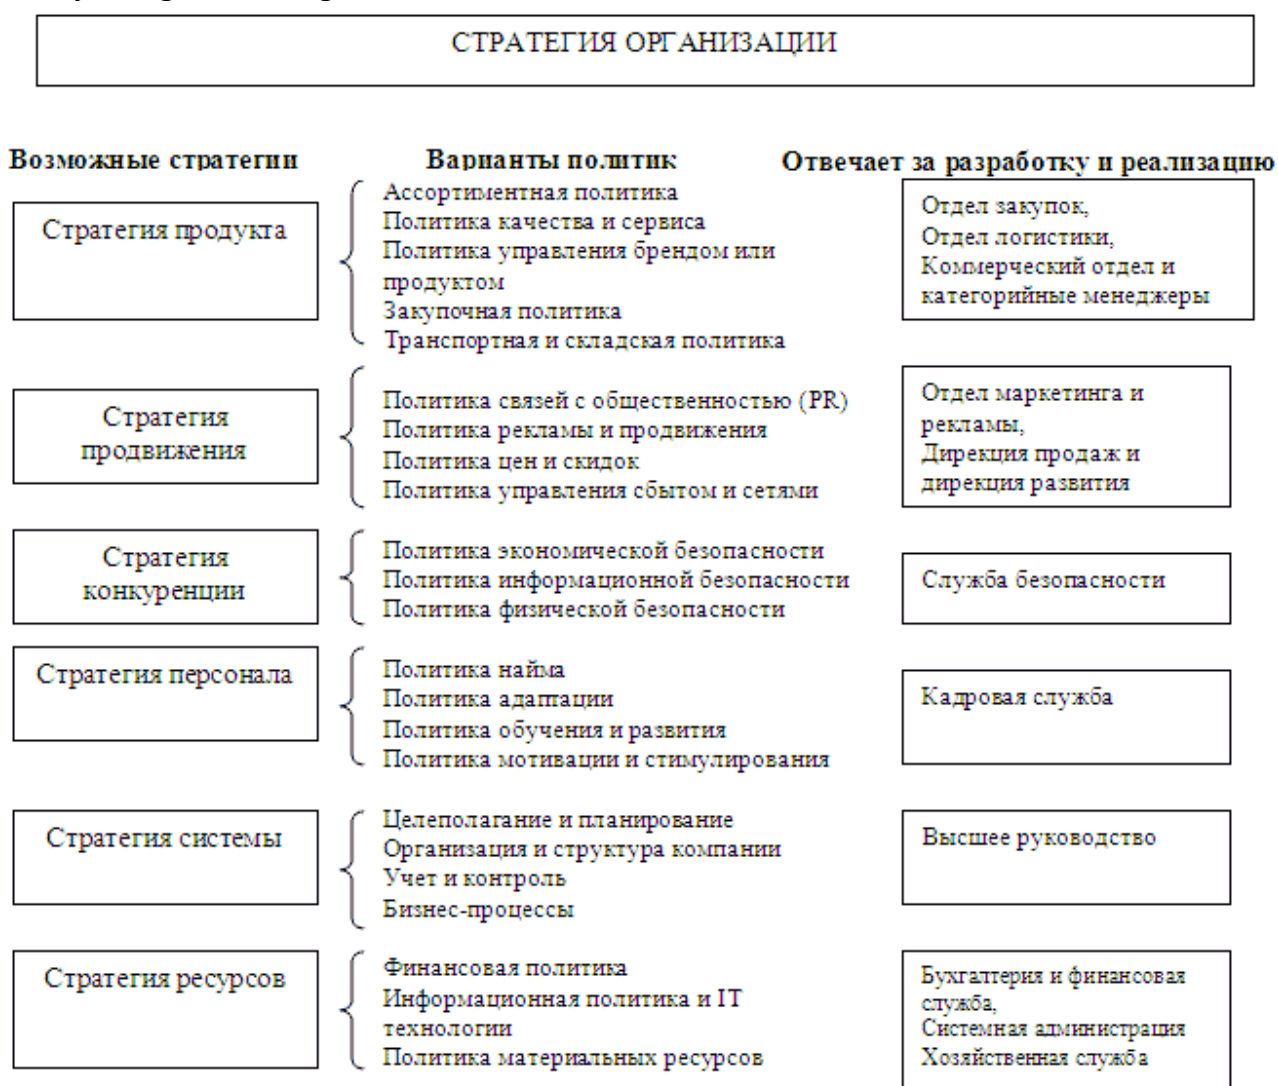 СТРАТЕГИЯ ОРГАНИЗАЦИИ
Возможные стратегии
Варианты политик
Отвечает за разработку и реализацию
Стратегия продукта
Ассортиментная политика
Политика качества и сервиса
Политика управления брендом или
продуктом
Закупочная политика
Транспортная и складская политика
Отдел закупок,
Отдел логистики,
Коммерческий отдел и
категорийные менеджеры
Стратегия
продвижения
Политика связей с общественностью (PR)
Политика рекламы и продвижения
Политика цен и скидок
Политика управления сбытом и сетями
Отдел маркетинга и
рекламы,
Дирекция продаж и
дирекция развития
Стратегия
конкуренции
Политика экономической безопасности
Политика информационной безопасности
Политика физической безопасности
Служба безопасности
Стратегия персонала
Политика найма
Политика адаптации
Политика обучения и развития
Политика мотивации и стимулирования
Кадровая служба
Стратегия системы
Целеполагание и планирование
Организация и структура компании
Учет и контроль
Бизнес-процессы
Высшее руководство
Стратегия ресурсов
Финансовая политика
Информационная политика и IT
технологии
Политика материальных ресурсов
Бухгалтерия и финансовая
служба,
Системная администрация
Хозяйственная служба